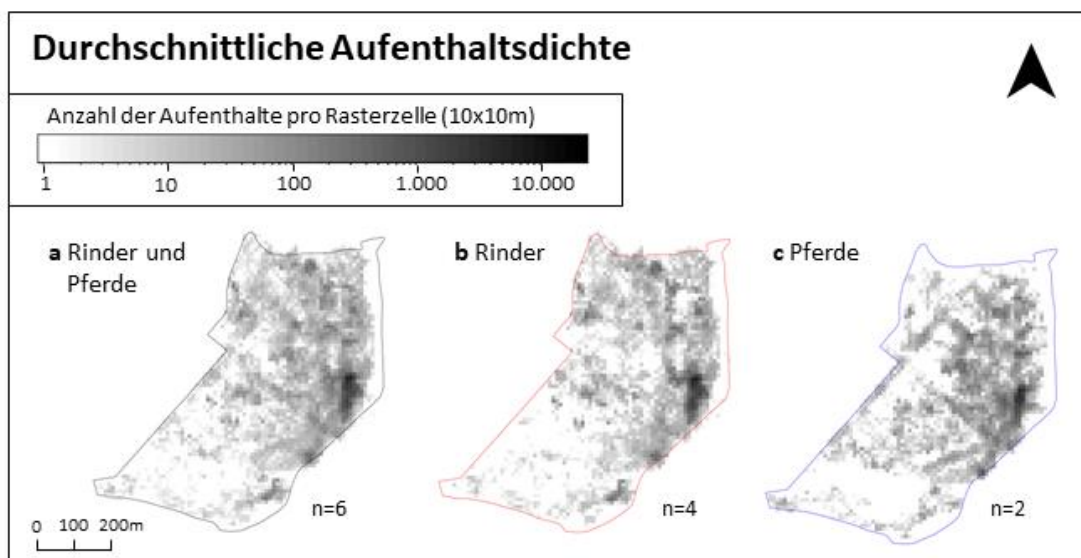 Durchschnittliche Aufenthaltsdichte
Anzahl der Aufenthalte pro Rasterzelle (10x10m)
1 10 100 1.000 10.000
a Rinder und
Pferde
b Rinder
c Pferde
n=6
n=4
n=2
0 100 200m